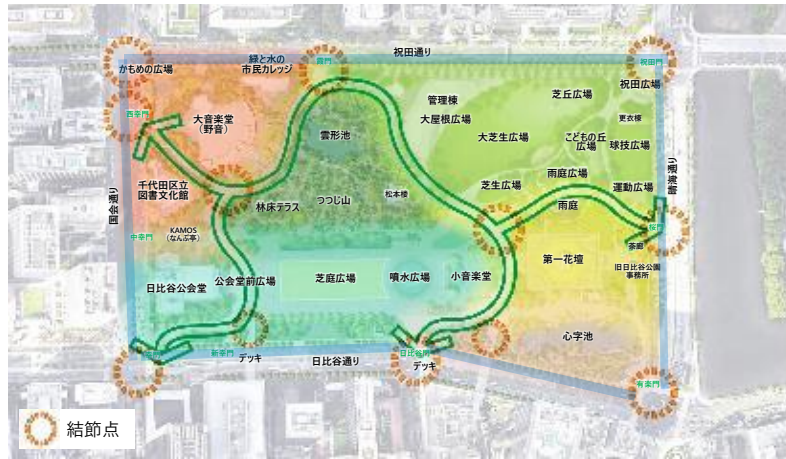 祝田通り
かもめの広場
緑と水の
市民カレッジ
霞門
祝田門
祝田広場
西幸門
大音楽堂
(野音)
管理棟
大屋根広場
芝丘広場
更衣棟
雲形池
大芝生広場
こどもの丘
広場
球技広場
晴海通り
千代田区立
図書文化館
林床テラス
つつじ山
松本楼
芝生広場
雨庭広場
運動広場
雨庭
国会通り
中幸門
KAMOS
(なんぶ亭)
桜門
茶廊
第一花壇
旧日比谷公園
事務所
日比谷公会堂
公会堂前広場
芝庭広場
噴水広場
小音楽堂
心字池
新幸門
デッキ
日比谷通り
日比谷門
デッキ
有楽門
結節点